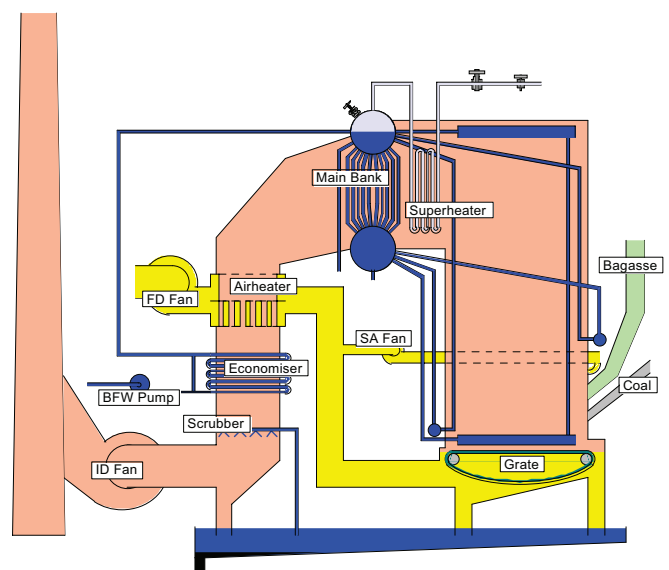 Main Bank
Superheater
Bagasse
Airheater
FD Fan
SA Fan
Economiser
Coal
BFW Pump
Scrubber
Grate
ID Fan